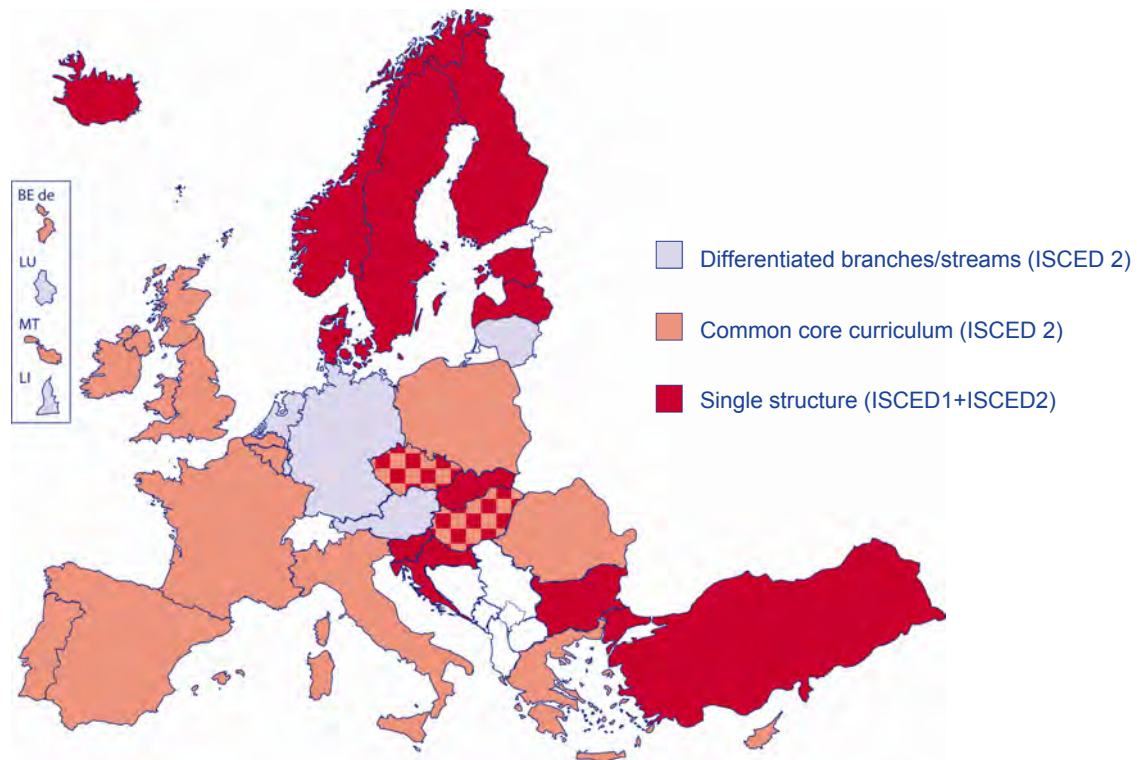 BE de
LU
MT
LI
Differentiated branches/streams (ISCED 2)
Common core curriculum (ISCED 2)
Single structure (ISCED1+ISCED2)